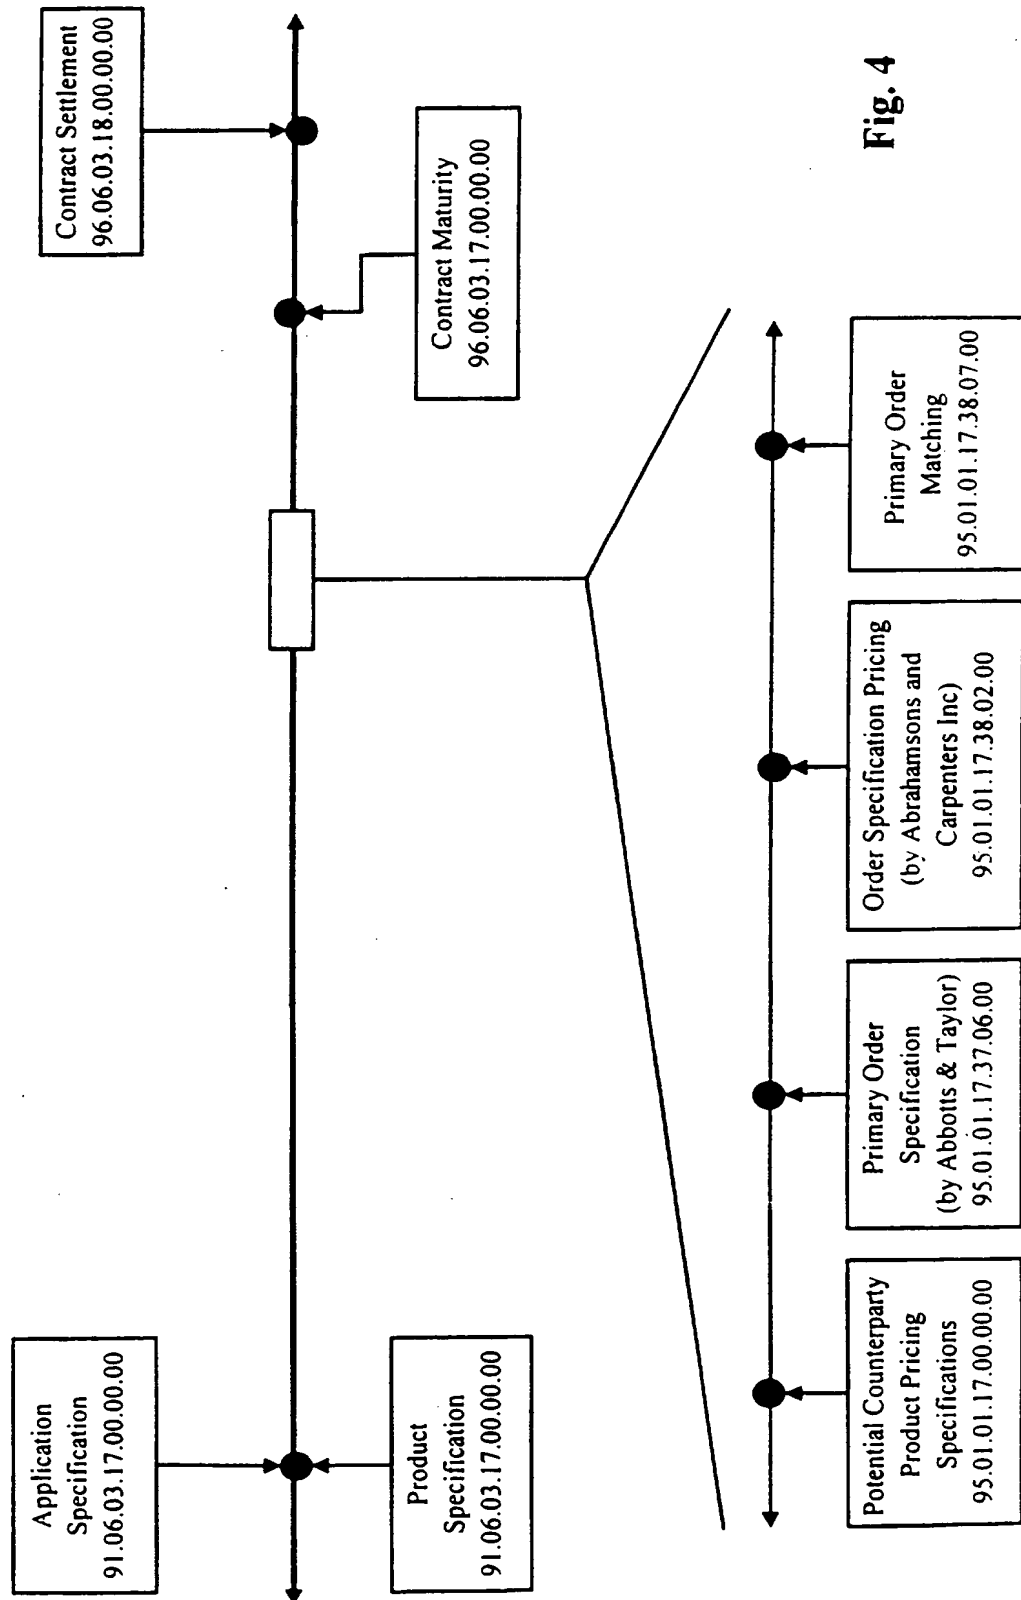 Application
Specification
91.06.03.17.00.00.00
Product
Specification
91.06.03.17.00.00.00
Contract Maturity
96.06.03.17.00.00.00
Contract Settlement
96.06.03.18.00.00.00
Potential Counterparty
Product Pricing
Specifications
95.01.01.17.00.00.00
Primary Order
Specification
(by Abbotts & Taylor)
95.01.01.17.37.06.00
Order Specification Pricing
(by Abrahamsons and
Carpenters Inc)
95.01.01.17.38.02.00
Primary Order
Matching
95.01.01.17.38.07.00
Fig. 4